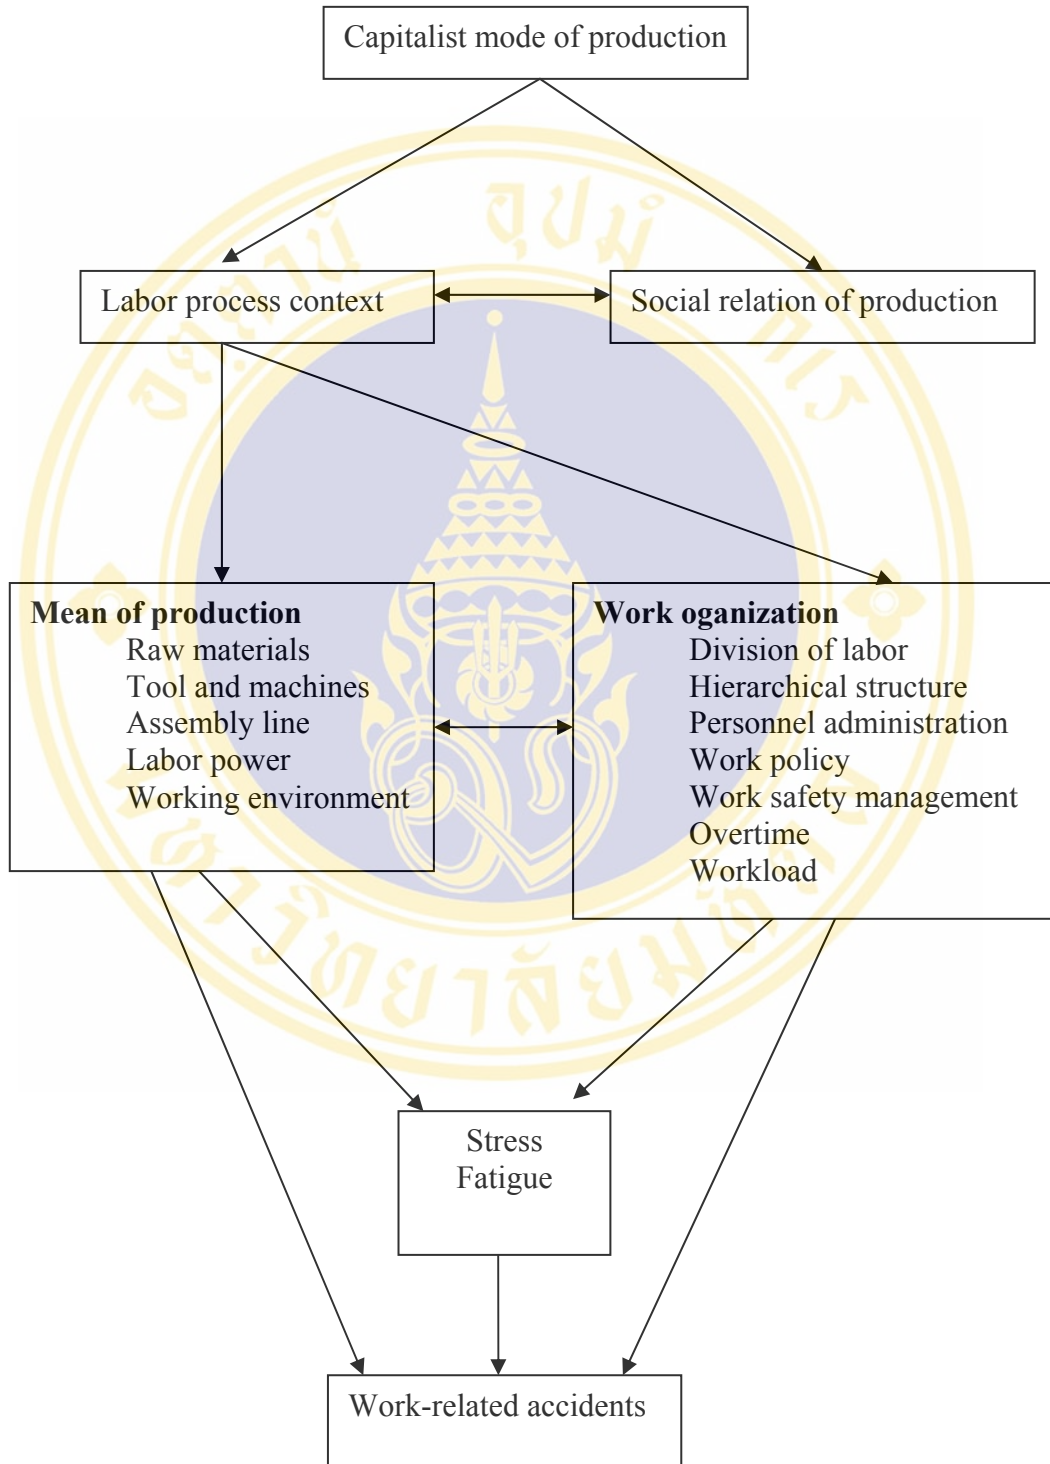 Capitalist mode of production
Labor process context
Social relation of production
Mean of production
Raw materials
Tool and machines
Assembly line
Labor power
Working environment
Work oganization
Division of labor
Hierarchical structure
Personnel administration
Work policy
Work safety management
Overtime
Workload
Stress
Fatigue
Work-related accidents